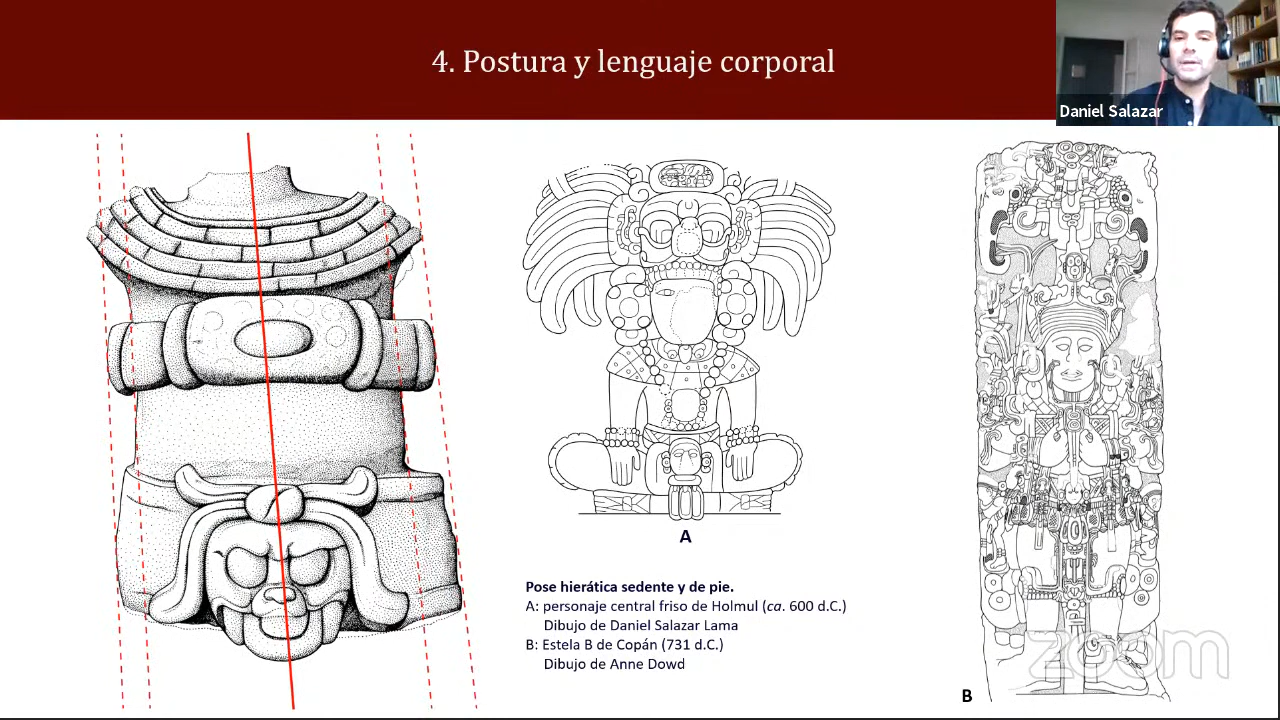 4. Postura y lenguaje corporal
Daniel Salazar
A
Pose hierática sedente y de pie.
A: personaje central friso de Holmul (ca. 600 d.C.)
Dibujo de Daniel Salazar Lama
B: Estela B de Copán (731 d.C.)
Dibujo de Anne Dowd
B
zoom